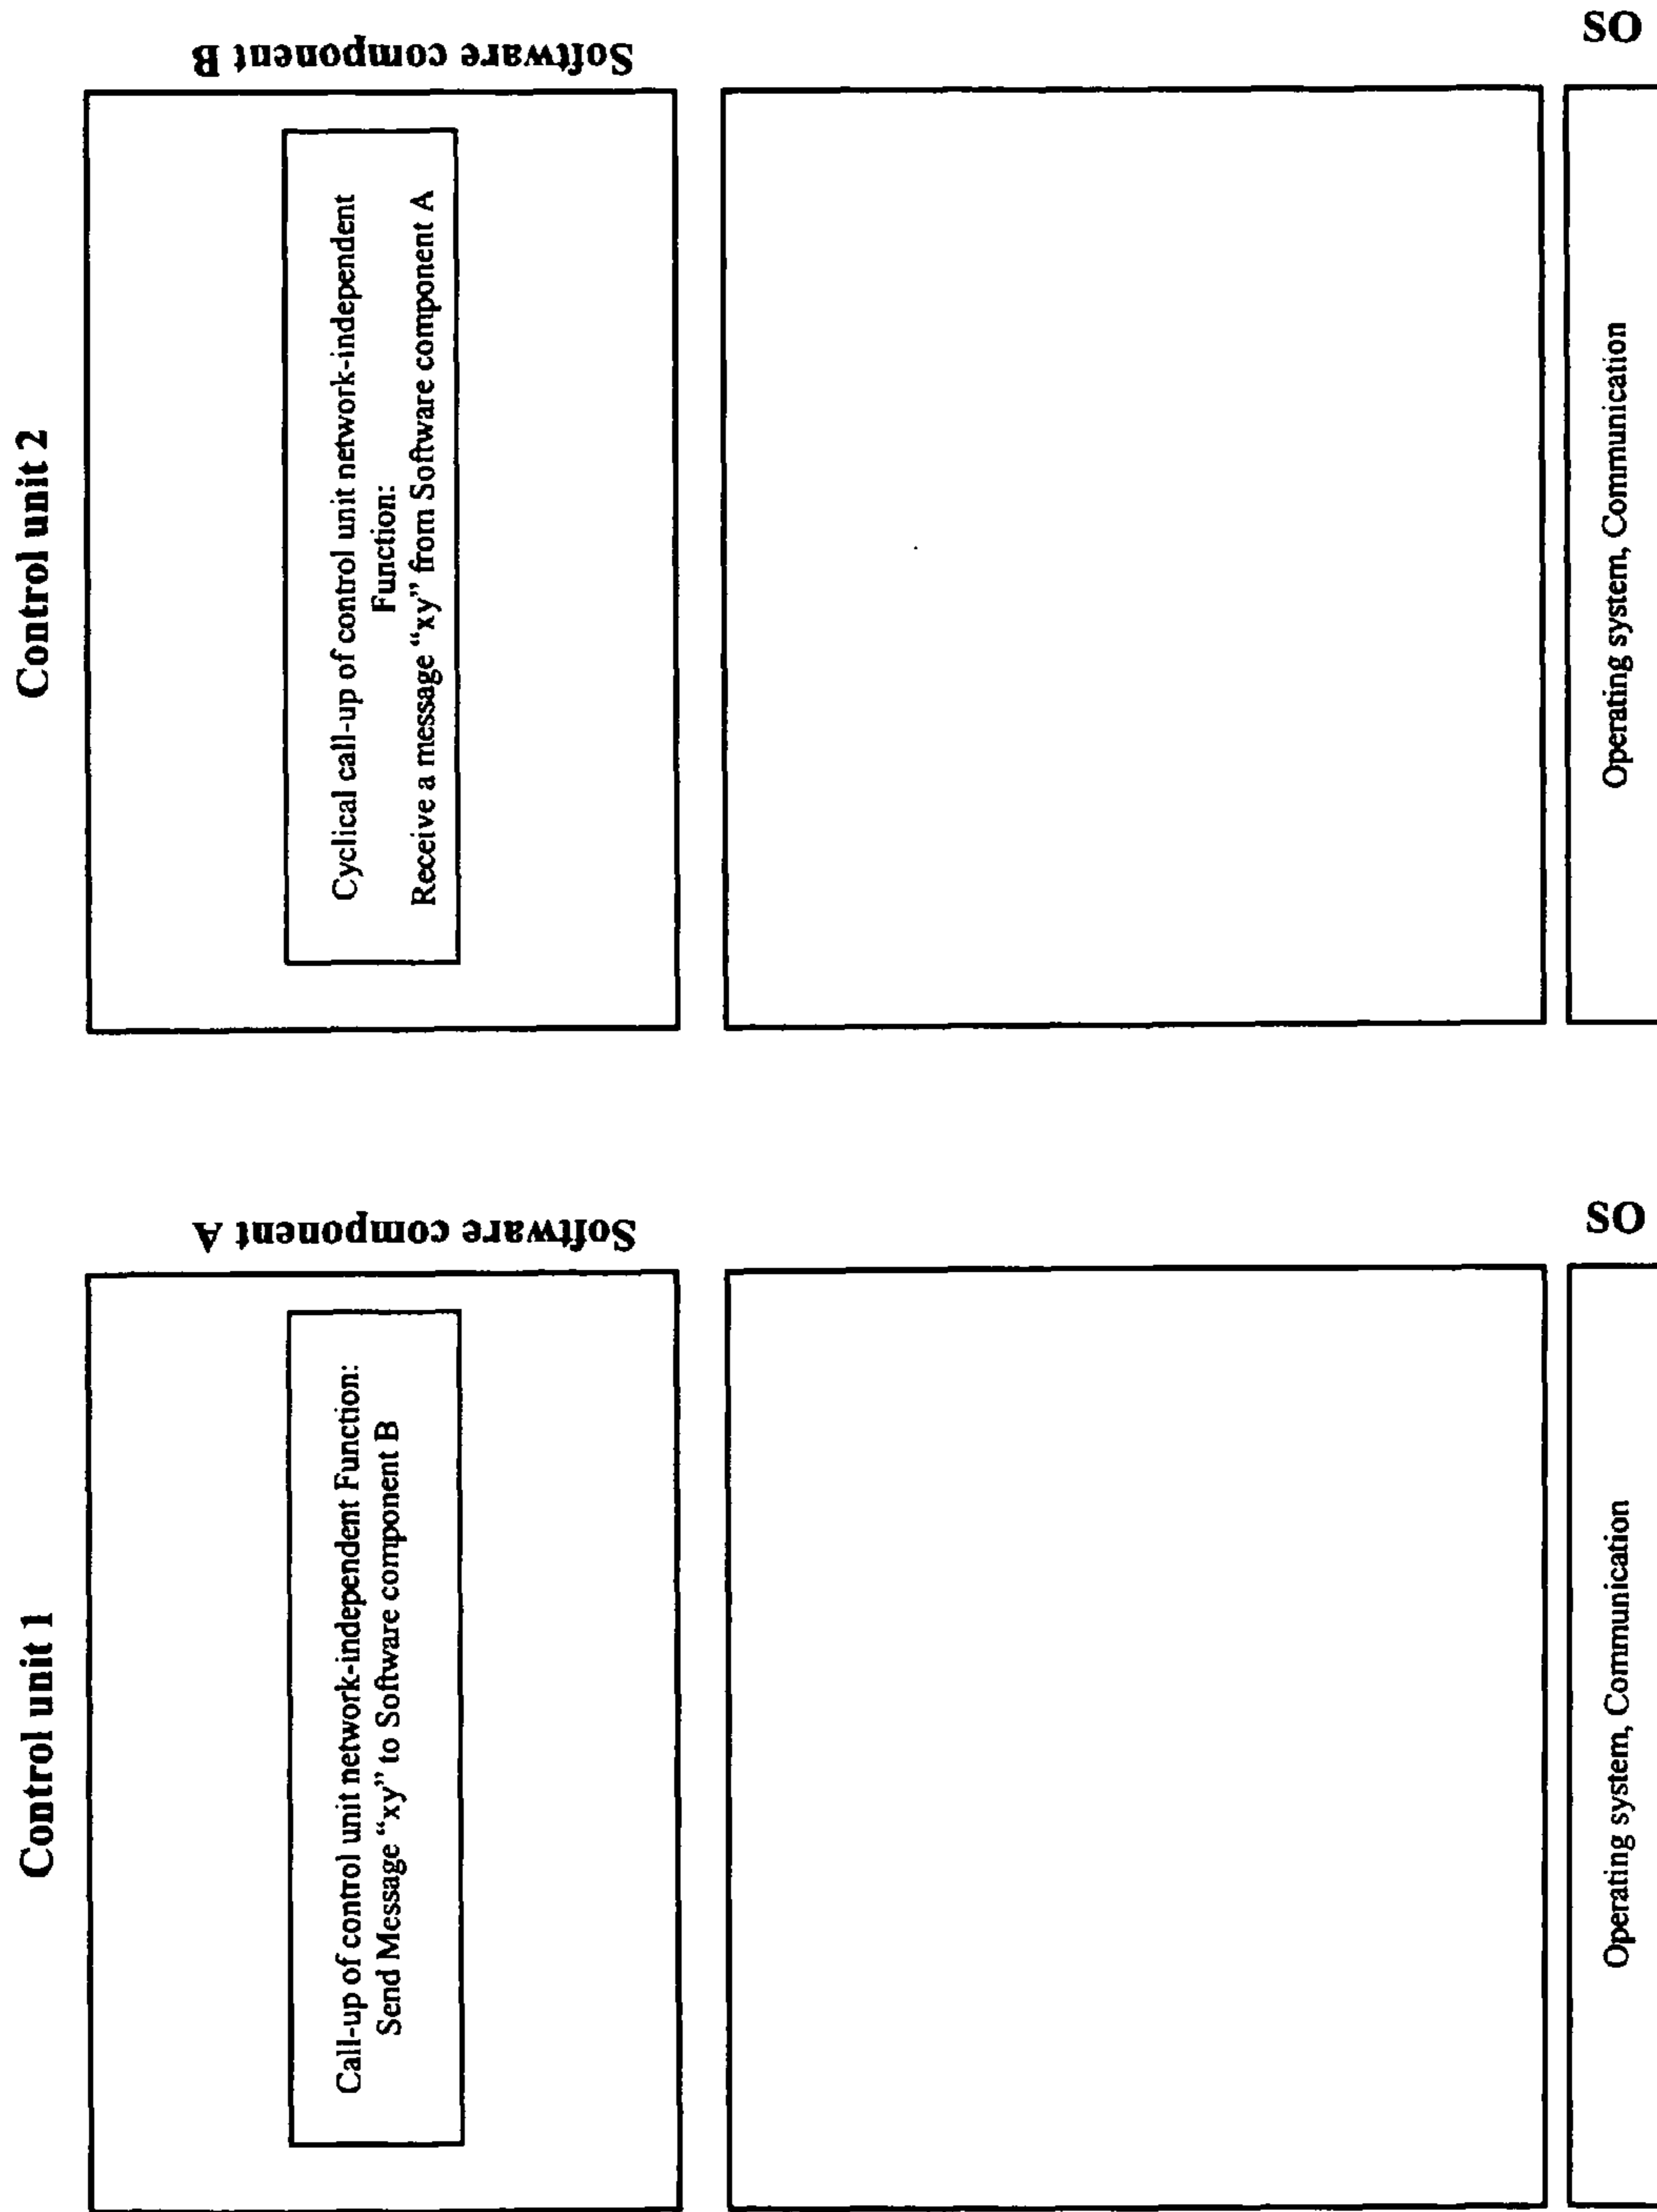 Control unit 1
Software component A
Call-up of control unit network-independent Function:
Send Message “xy” to Software component B
Operating system, Communication
OS
Control unit 2
Software component B
Cyclical call-up of control unit network-independent
Function:
Receive a message “xy” from Software component A
Operating system, Communication
OS